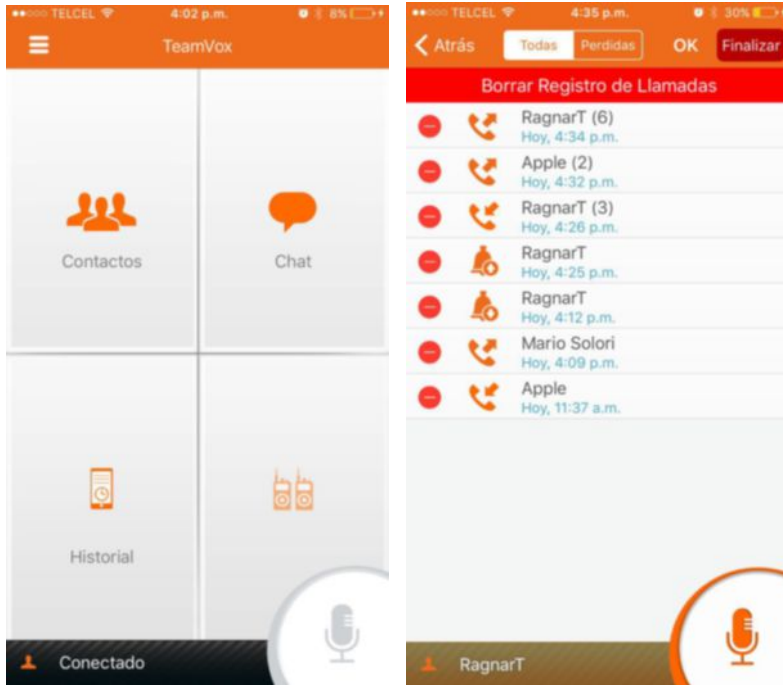 TELCEL 4:02 p.m. 8%
TeamVox
Contactos
Chat
Historial
Conectado
TELCEL 4:35 p.m. 30%
Atrás Todas Perdidas OK Finalizar
Borrar Registro de Llamadas
RagnarT (6)
Hoy, 4:34 p.m.
Apple (2)
Hoy, 4:32 p.m.
RagnarT (3)
Hoy, 4:26 p.m.
RagnarT
Hoy, 4:25 p.m.
RagnarT
Hoy, 4:12 p.m.
Mario Solori
Hoy, 4:09 p.m.
Apple
Hoy, 11:37 a.m.
RagnarT